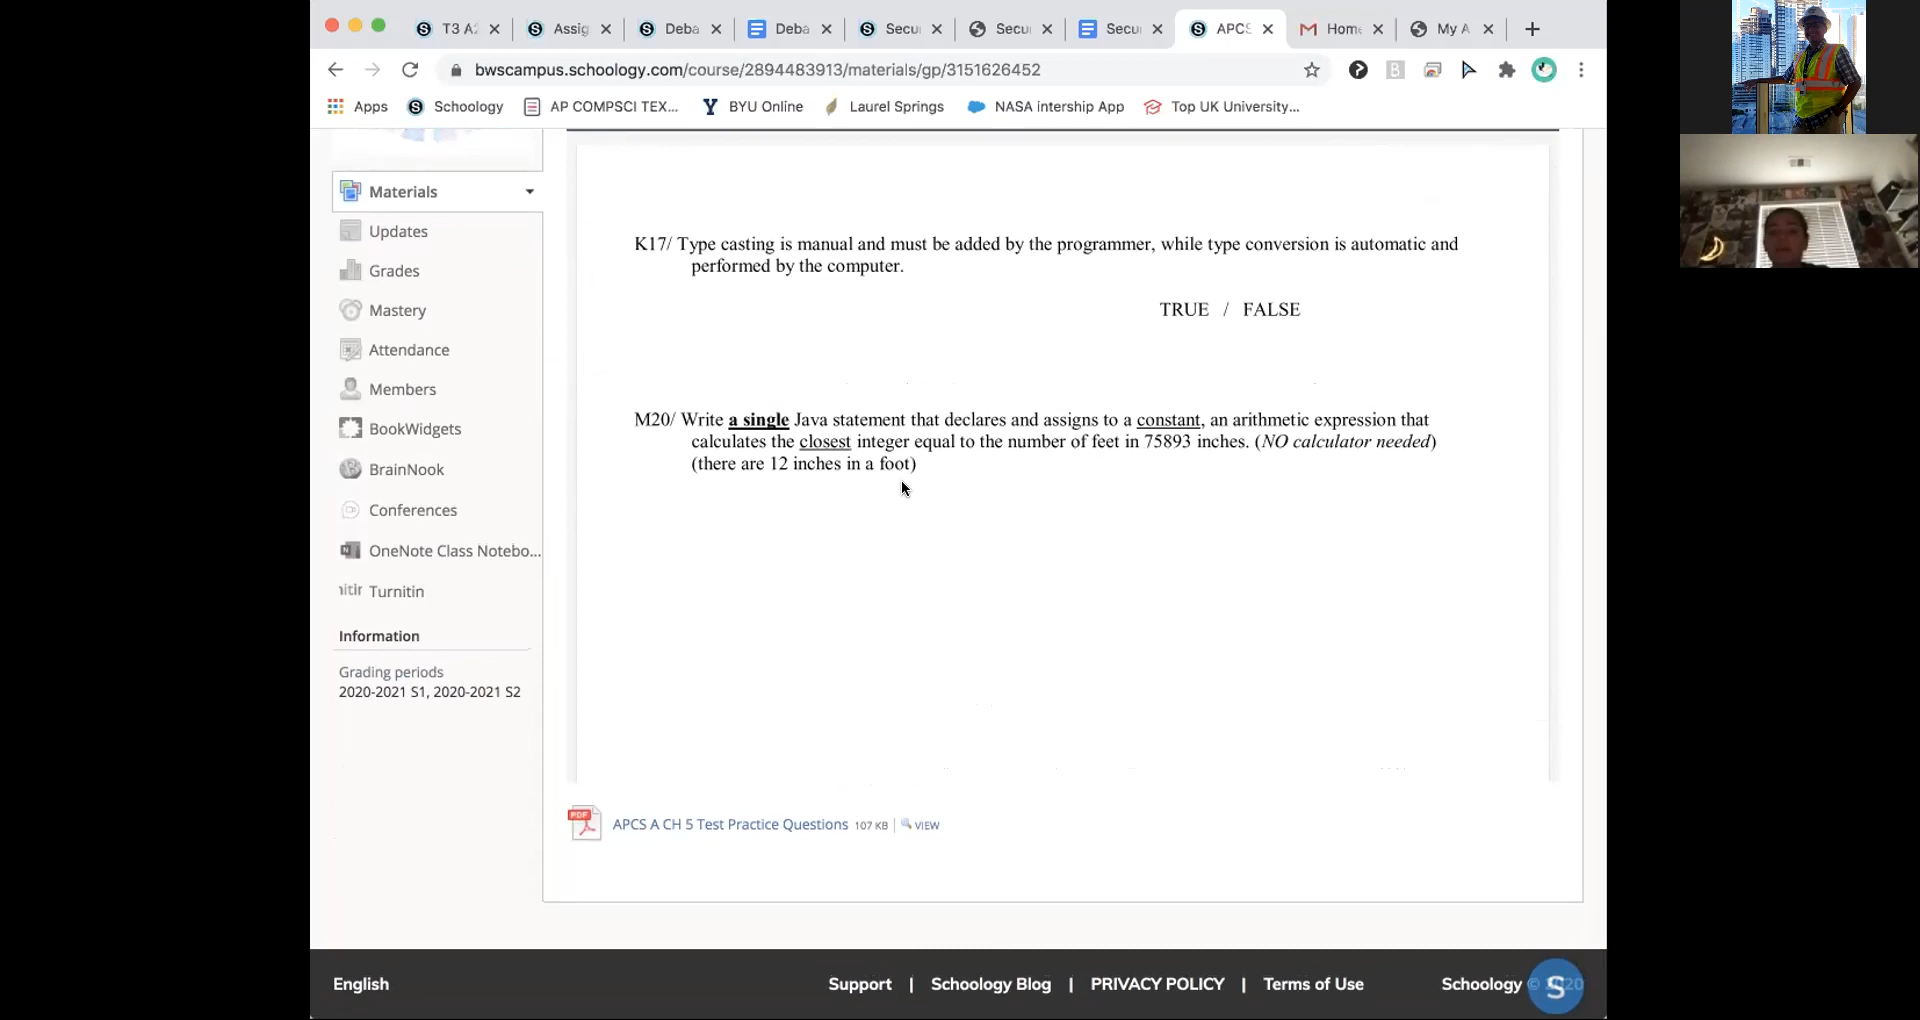 T3 A2
Assig
Deba
Deba
Secu
Secu
Secu
APCS
Home
My A
bwscampus.schoology.com/course/2894483913/materials/gp/3151626452
Apps
Schoology
AP COMPSCI TEX...
BYU Online
Laurel Springs
NASA intership App
Top UK University...
Materials
Updates
Grades
Mastery
Attendance
Members
BookWidgets
BrainNook
Conferences
OneNote Class Notebo...
nitin Turnitin
Information
Grading periods
2020-2021 S1, 2020-2021 S2
K17/ Type casting is manual and must be added by the programmer, while type conversion is automatic and
performed by the computer.
TRUE / FALSE
M20/ Write a single Java statement that declares and assigns to a constant, an arithmetic expression that
calculates the closest integer equal to the number of feet in 75893 inches. (NO calculator needed)
(there are 12 inches in a foot)
PDF
APCS A CH 5 Test Practice Questions 107 KB | VIEW
English
Support | Schoology Blog | PRIVACY POLICY | Terms of Use
Schoology © 2020
S